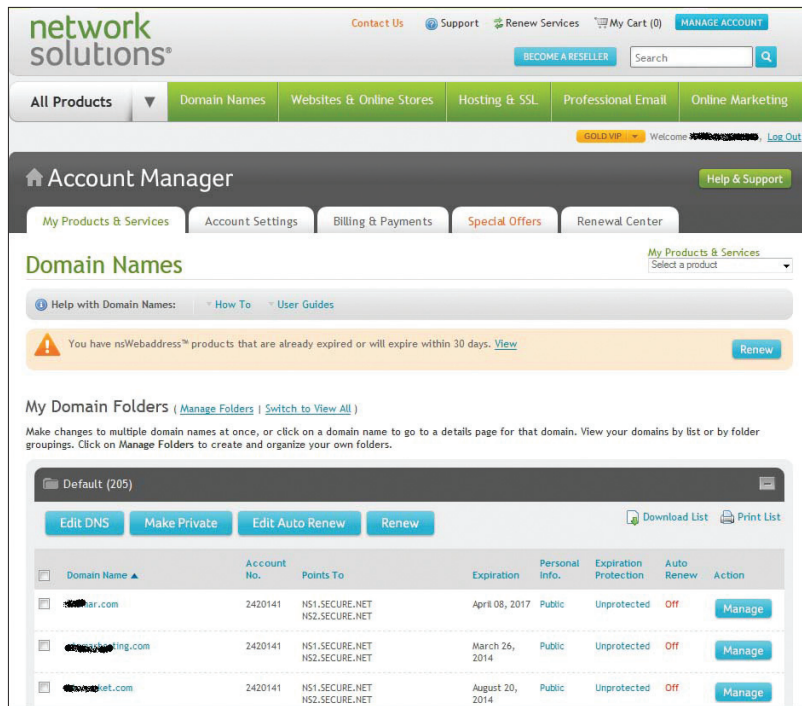 network solutions®
Contact Us Support Renew Services My Cart (0) MANAGE ACCOUNT
BECOME A RESELLER Search
All Products Domain Names Websites & Online Stores Hosting & SSL Professional Email Online Marketing
GOLD VIP Welcome , Log Out
Account Manager Help & Support
My Products & Services Account Settings Billing & Payments Special Offers Renewal Center
Domain Names
My Products & Services
Select a product
Help with Domain Names: How To User Guides
You have nsWebaddress™ products that are already expired or will expire within 30 days. View Renew
My Domain Folders ( Manage Folders | Switch to View All )
Make changes to multiple domain names at once, or click on a domain name to go to a details page for that domain. View your domains by list or by folder
groupings. Click on Manage Folders to create and organize your own folders.
Default (205)
Edit DNS Make Private Edit Auto Renew Renew Download List Print List
Domain Name Account No. Points To Expiration Personal Info. Expiration Protection Auto Renew Action
ar.com 2420141 NS1.SECURE.NET April 08, 2017 Public Unprotected Off Manage
NS2.SECURE.NET
ting.com 2420141 NS1.SECURE.NET March 26, Public Unprotected Off Manage
NS2.SECURE.NET 2014
ket.com 2420141 NS1.SECURE.NET August 20, Public Unprotected Off Manage
NS2.SECURE.NET 2014